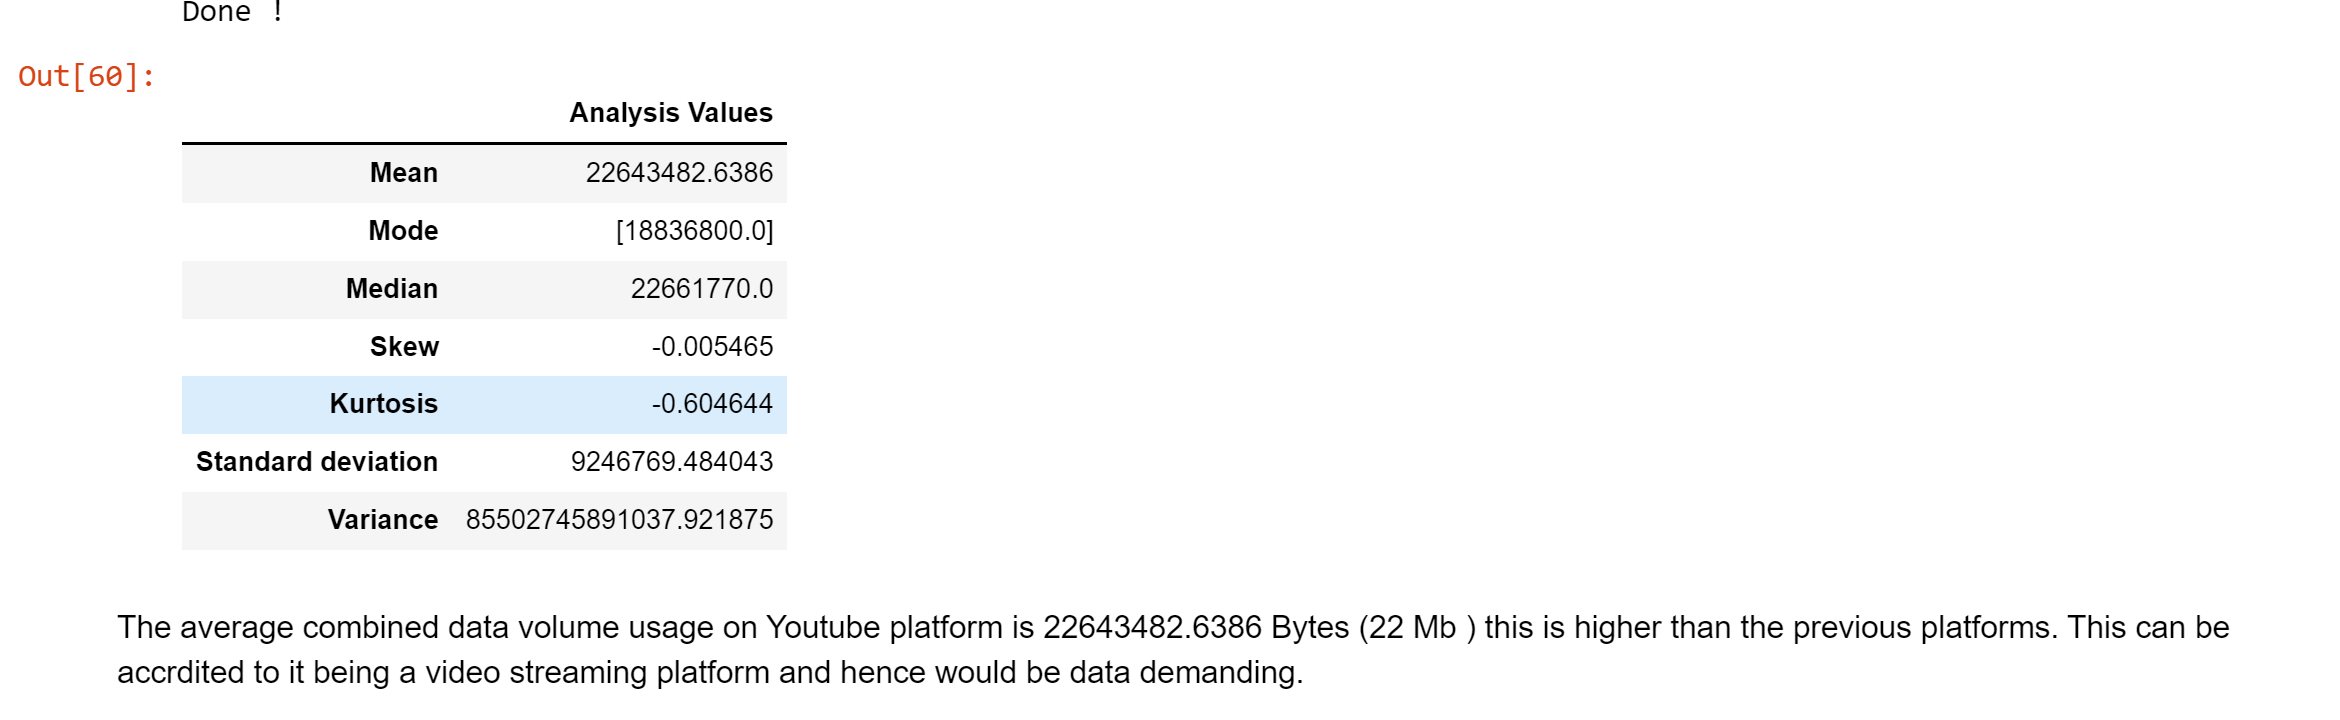 Done !
Out[60]:
Analysis Values
Mean 22643482.6386
Mode [18836800.0]
Median 22661770.0
Skew -0.005465
Kurtosis -0.604644
Standard deviation 9246769.484043
Variance 85502745891037.921875
The average combined data volume usage on Youtube platform is 22643482.6386 Bytes (22 Mb ) this is higher than the previous platforms. This can be
accrdited to it being a video streaming platform and hence would be data demanding.